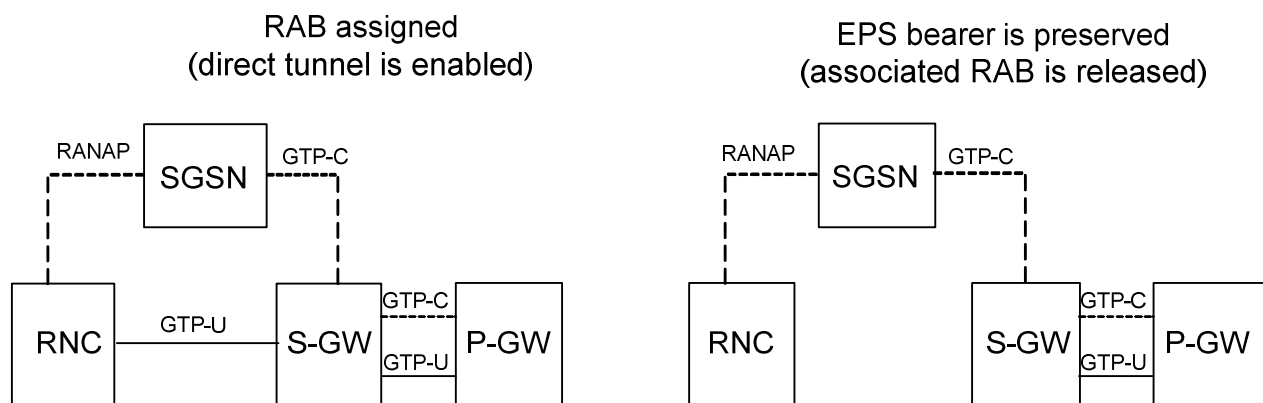 RAB assigned
(direct tunnel is enabled)
RANAP
SGSN
GTP-C
RNC
GTP-U
S-GW
GTP-C
GTP-U
P-GW
EPS bearer is preserved
(associated RAB is released)
RANAP
SGSN
GTP-C
RNC
S-GW
GTP-C
GTP-U
P-GW